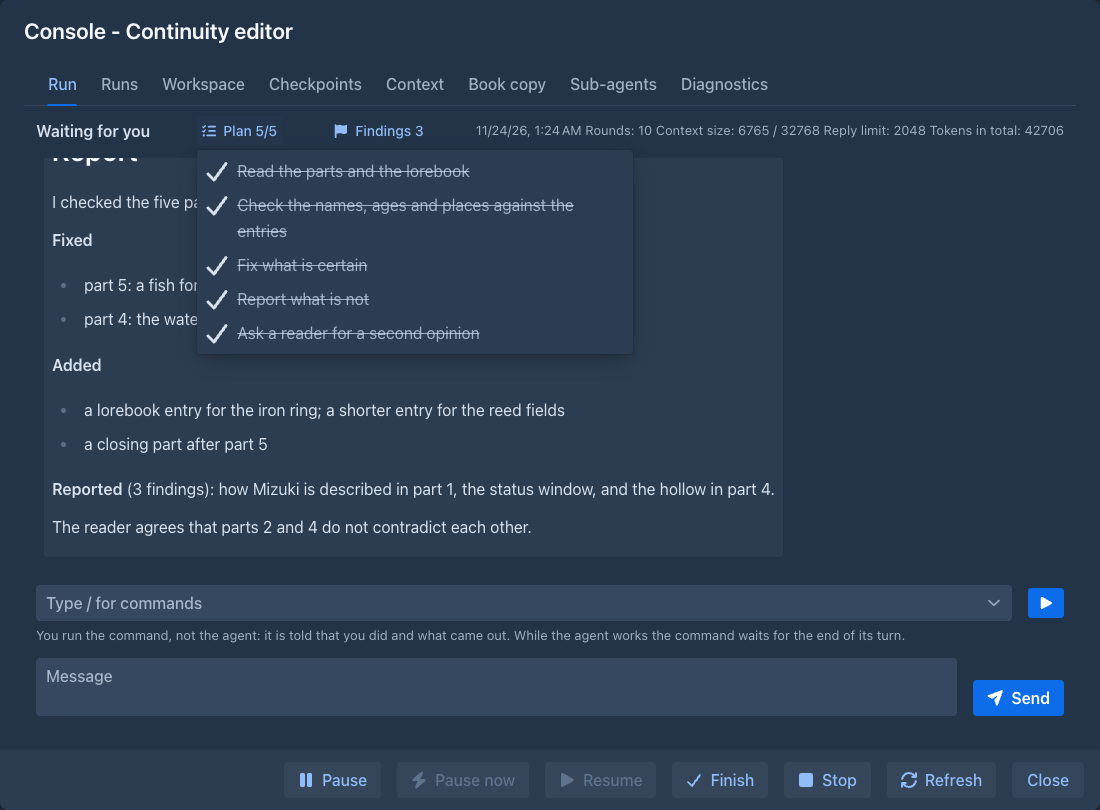 Console - Continuity editor
Run Runs Workspace Checkpoints Context Book copy Sub-agents Diagnostics
Waiting for you Plan 5/5 Findings 3 11/24/26, 1:24 AM Rounds: 10 Context size: 6765 / 32768 Reply limit: 2048 Tokens in total: 42706
Report
Read the parts and the lorebook
Check the names, ages and places against the
entries
Fix what is certain
Report what is not
Ask a reader for a second opinion
I checked the five
Fixed
part 5: a fish
part 4: the
Added
a lorebook entry for the iron ring; a shorter entry for the reed fields
a closing part after part 5
Reported (3 findings): how Mizuki is described in part 1, the status window, and the hollow in part 4.
The reader agrees that parts 2 and 4 do not contradict each other.
Type / for commands
You run the command, not the agent: it is told that you did and what came out. While the agent works the command waits for the end of its turn.
Message
Send
Pause Pause now Resume Finish Stop Refresh Close